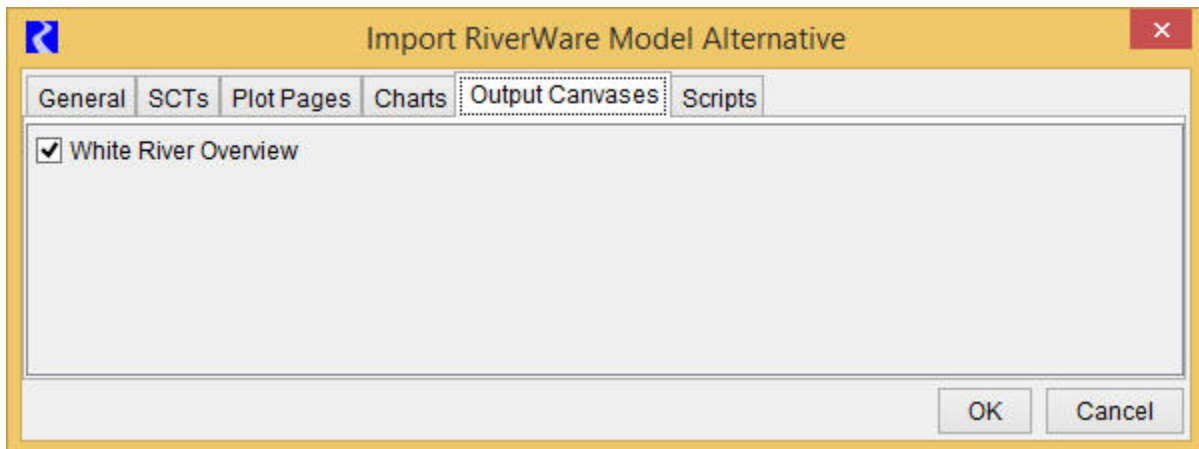 Import RiverWare Model Alternative
General SCTs Plot Pages Charts Output Canvases Scripts
White River Overview
OK Cancel